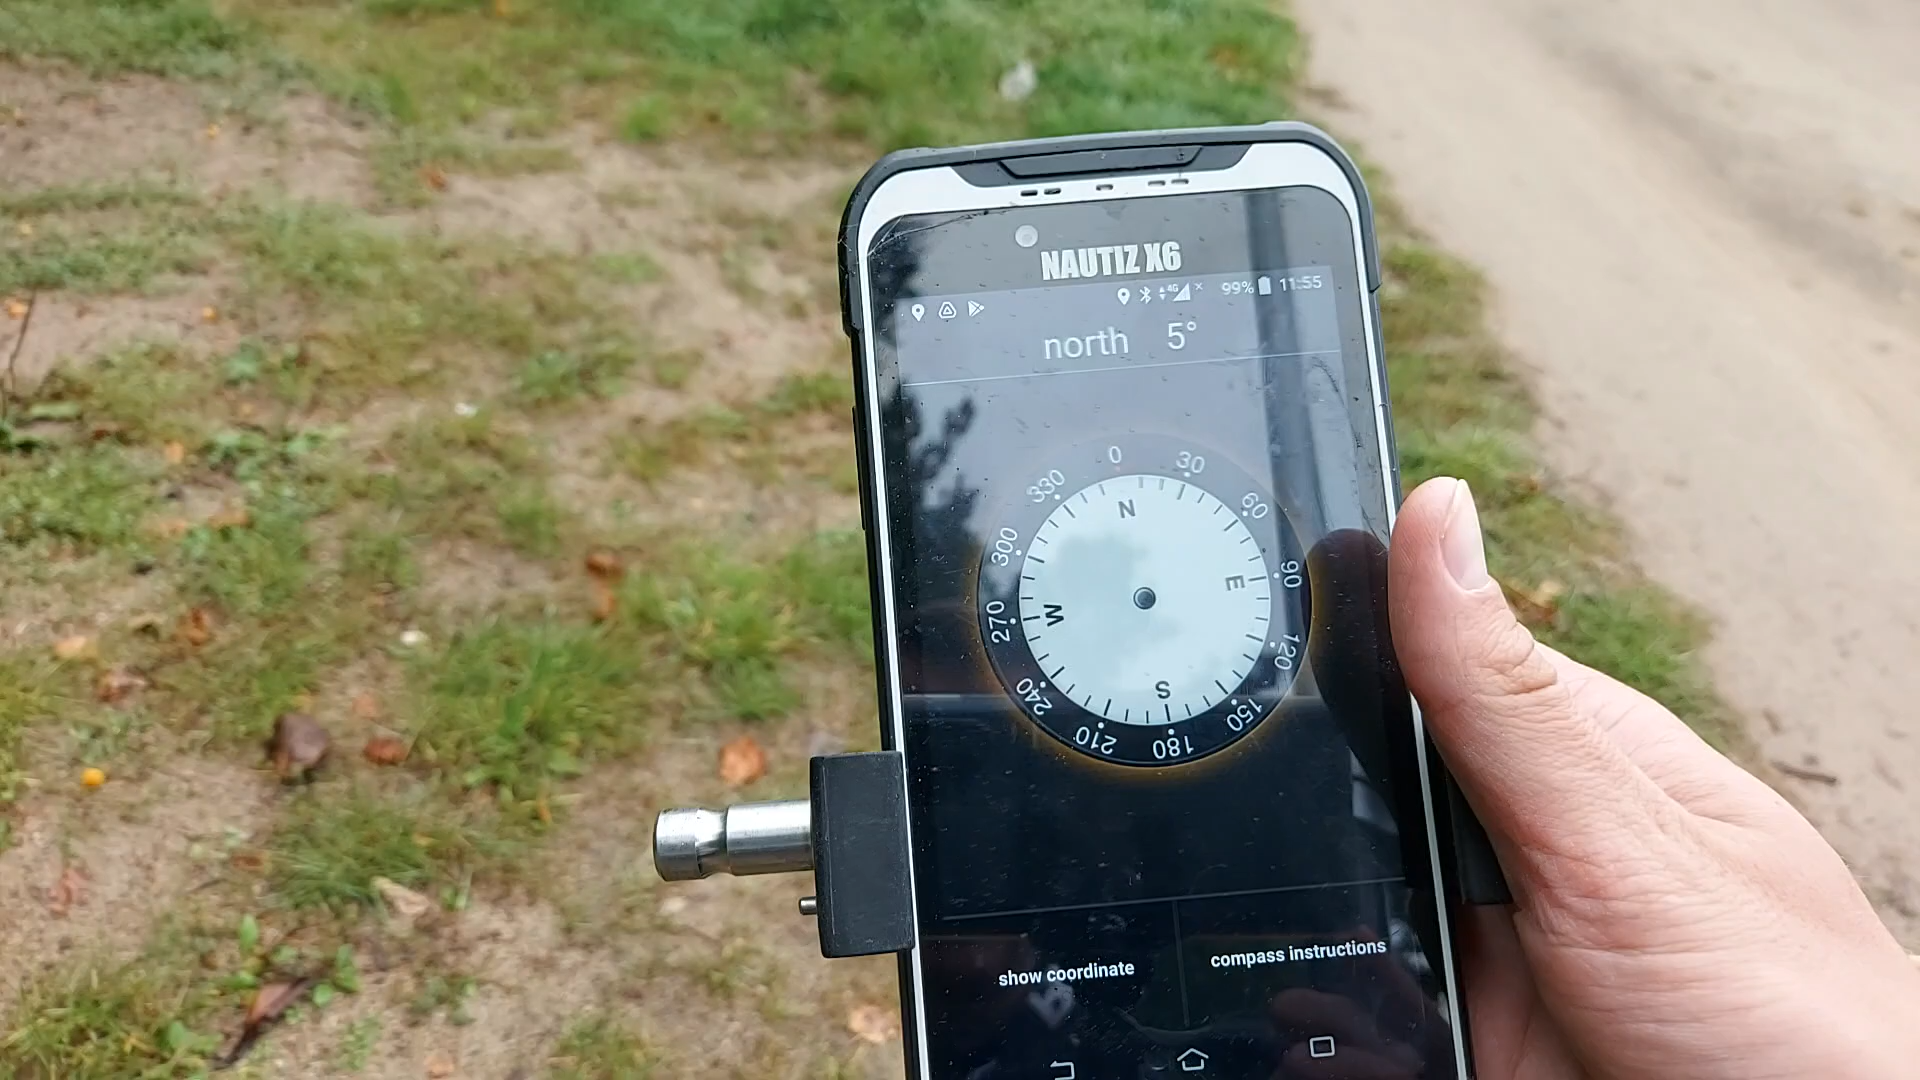 NAUTIZ X6
4G 99% 11:55
north 5°
0
30
60
90
120
150
180
210
240
270
300
330
N
E
S
W
show coordinate
compass instructions